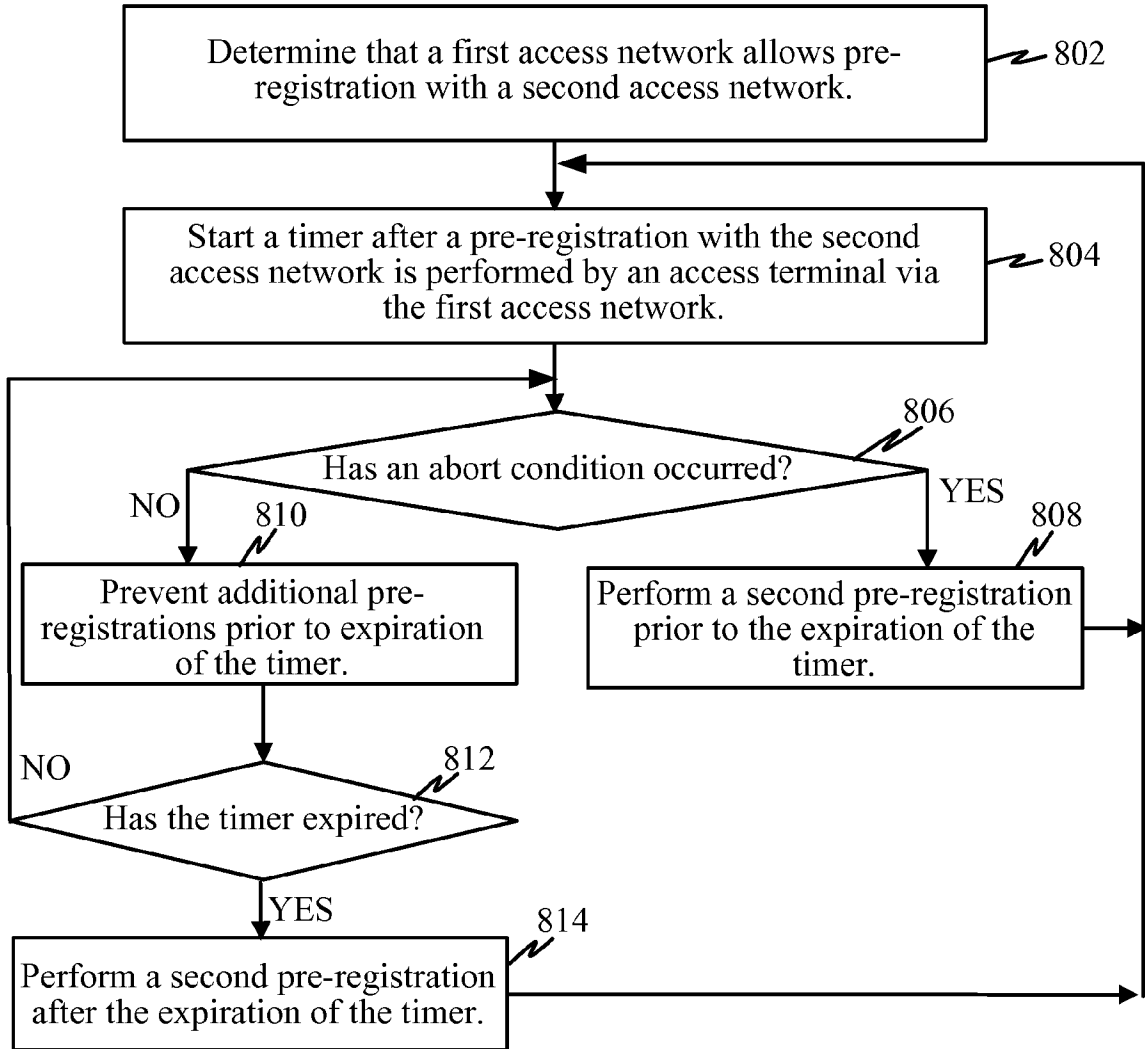 Determine that a first access network allows pre-
registration with a second access network.
802
Start a timer after a pre-registration with the second
access network is performed by an access terminal via
the first access network.
804
806
Has an abort condition occurred?
NO
YES
810
808
Prevent additional pre-
registrations prior to expiration
of the timer.
Perform a second pre-registration
prior to the expiration of the
timer.
NO
812
Has the timer expired?
YES
814
Perform a second pre-registration
after the expiration of the timer.